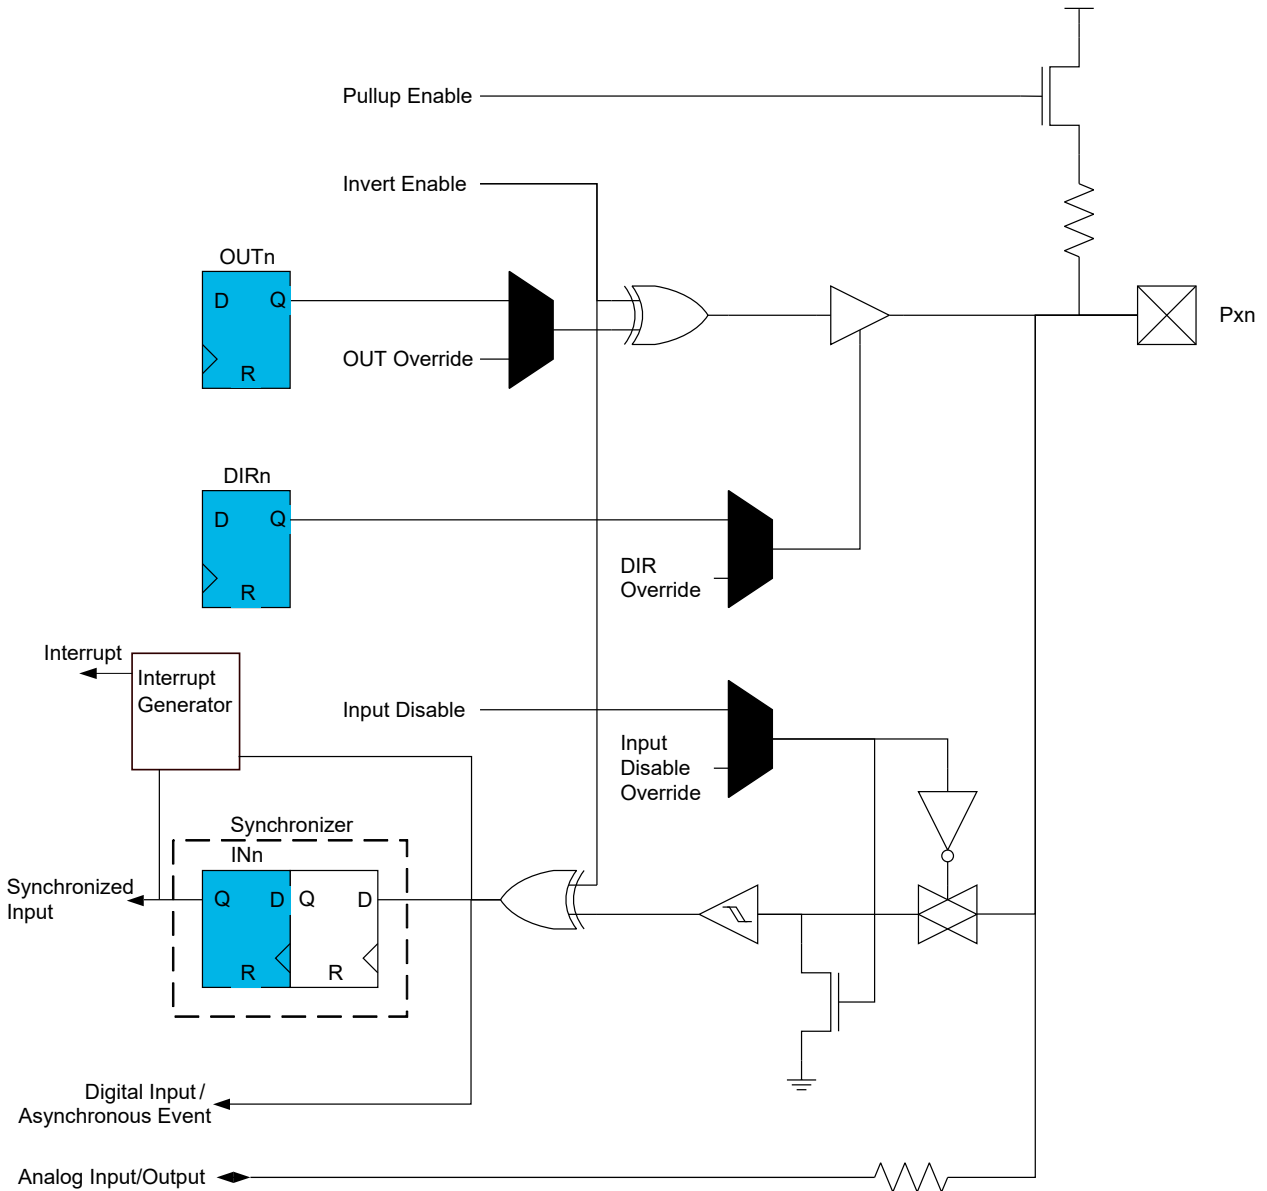 Pullup Enable
Invert Enable
OUTn
D Q
R
OUT Override
Pxn
DIRn
D Q
R
DIR
Override
Interrupt
Interrupt
Generator
Input Disable
Input
Disable
Override
Synchronizer
INn
Q D Q D
R R
Synchronized
Input
Digital Input/
Asynchronous Event
Analog Input/Output